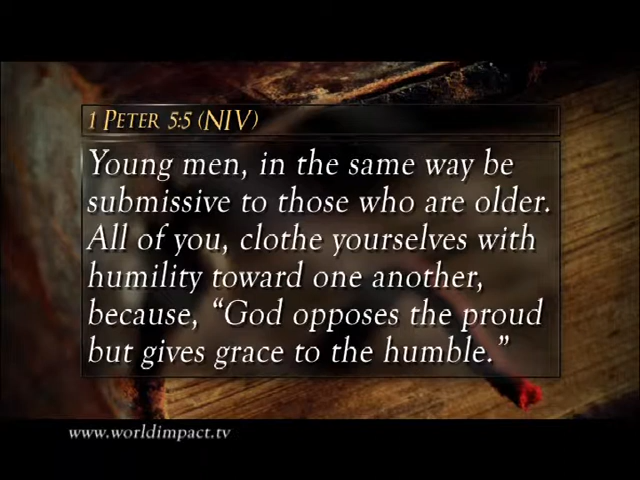 1 Peter 5:5 (NIV)
Young men, in the same way be
submissive to those who are older.
All of you, clothe yourselves with
humility toward one another,
because, “God opposes the proud
but gives grace to the humble.”
www.worldimpact.tv